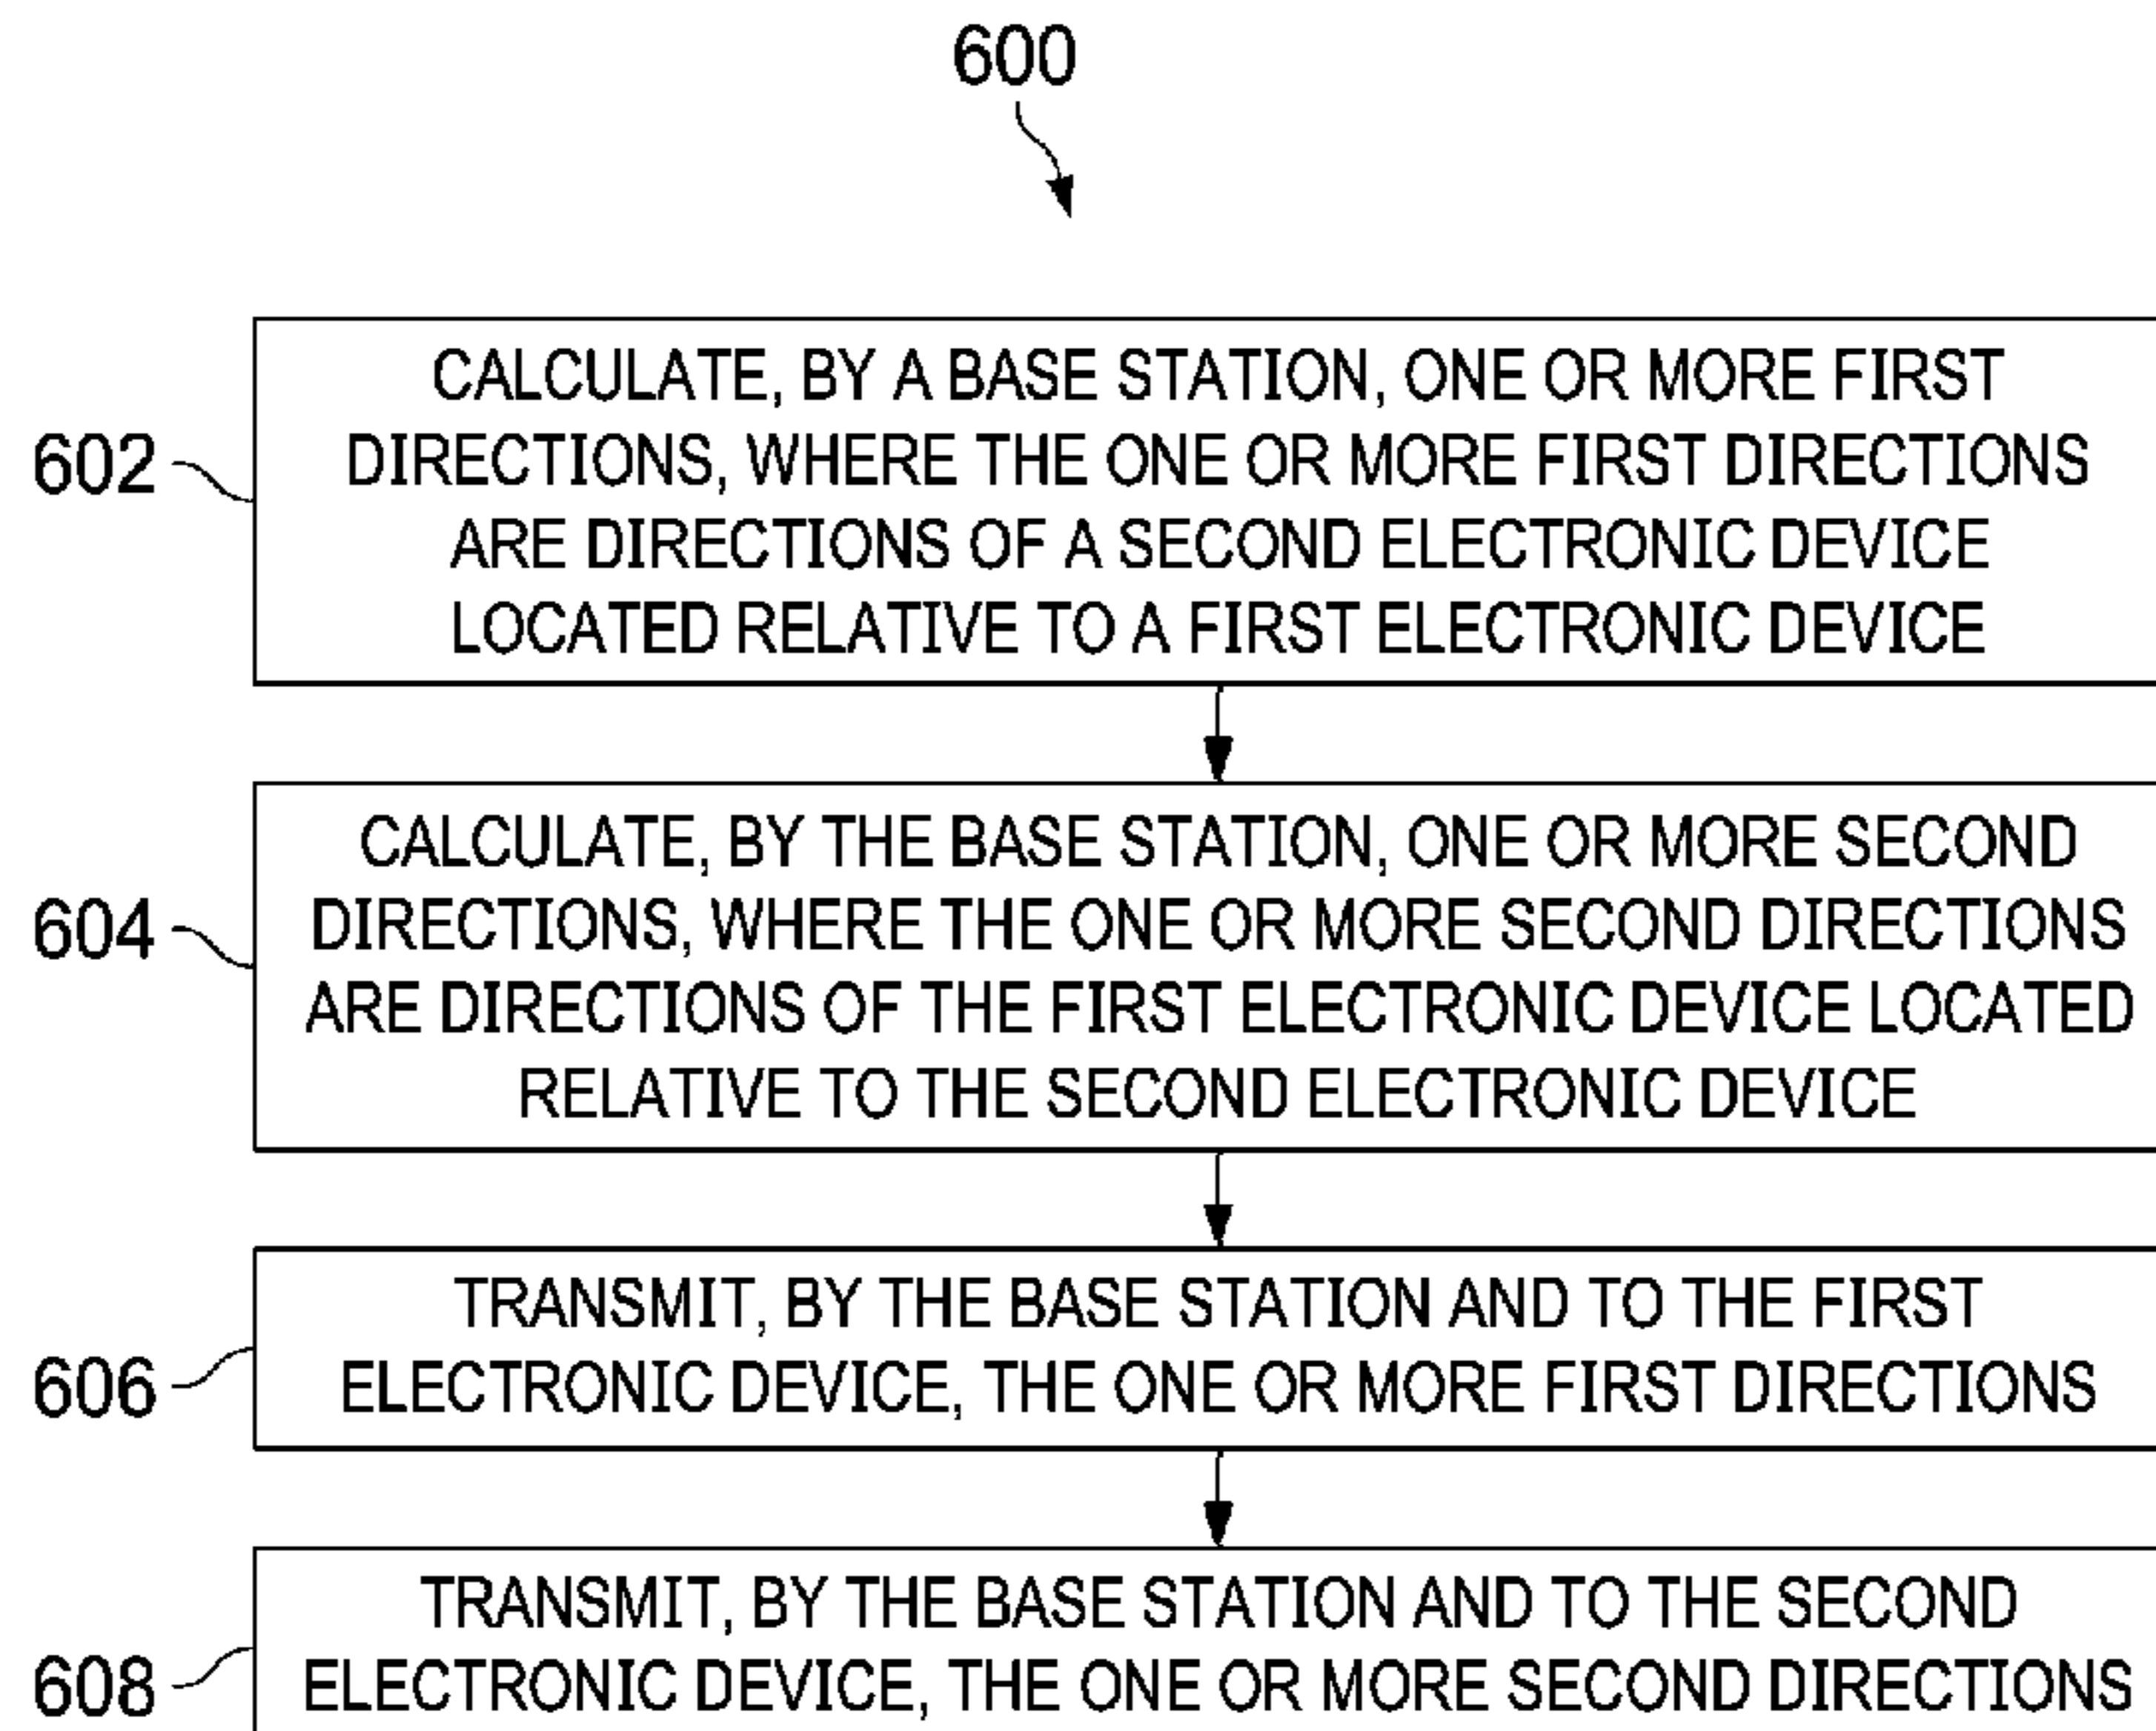 600
602
CALCULATE, BY A BASE STATION, ONE OR MORE FIRST
DIRECTIONS, WHERE THE ONE OR MORE FIRST DIRECTIONS
ARE DIRECTIONS OF A SECOND ELECTRONIC DEVICE
LOCATED RELATIVE TO A FIRST ELECTRONIC DEVICE
604
CALCULATE, BY THE BASE STATION, ONE OR MORE SECOND
DIRECTIONS, WHERE THE ONE OR MORE SECOND DIRECTIONS
ARE DIRECTIONS OF THE FIRST ELECTRONIC DEVICE LOCATED
RELATIVE TO THE SECOND ELECTRONIC DEVICE
606
TRANSMIT, BY THE BASE STATION AND TO THE FIRST
ELECTRONIC DEVICE, THE ONE OR MORE FIRST DIRECTIONS
608
TRANSMIT, BY THE BASE STATION AND TO THE SECOND
ELECTRONIC DEVICE, THE ONE OR MORE SECOND DIRECTIONS